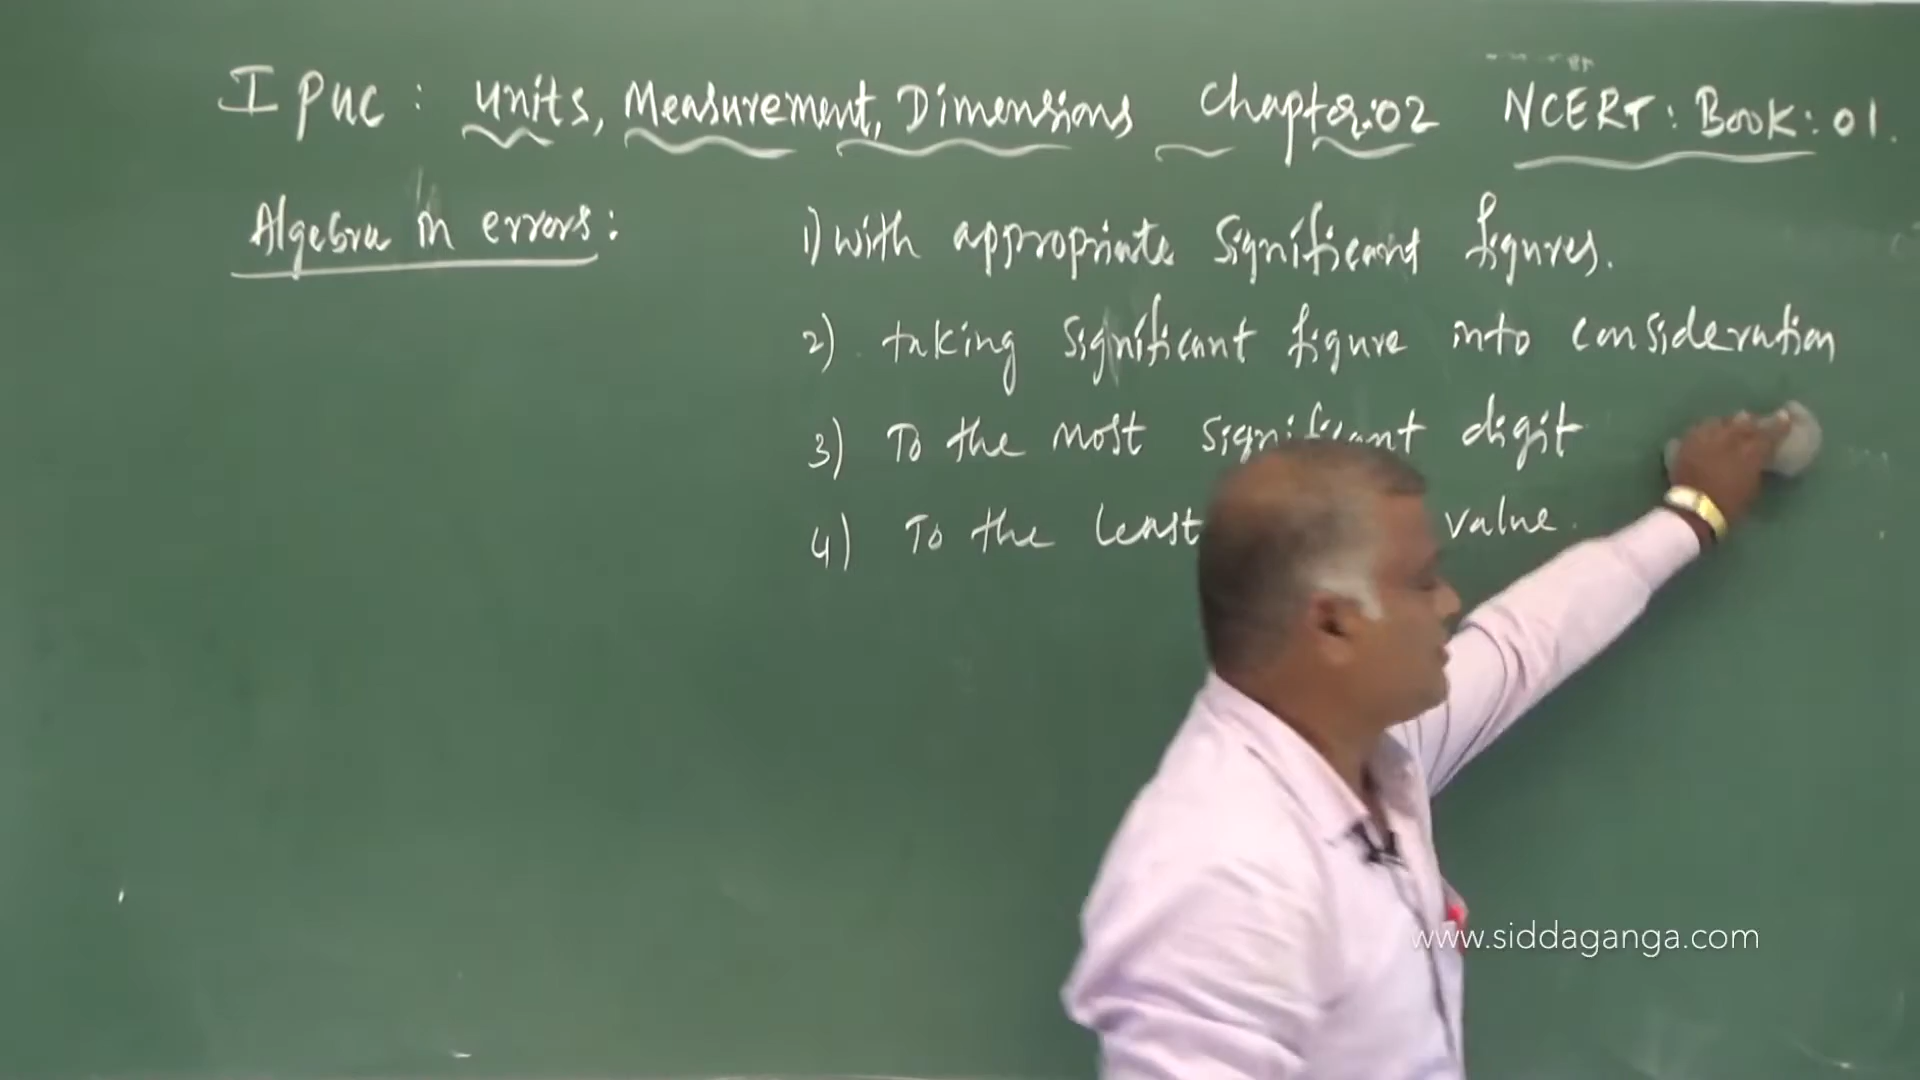 I PUC : Units, Measurement, Dimensions Chapter:02 NCERT : Book : 01.
Algebra in errors :
1) with appropriate significant figures.
2) taking significant figure into consideration
3) To the most significant digit
4) To the least value.
www.siddaganga.com